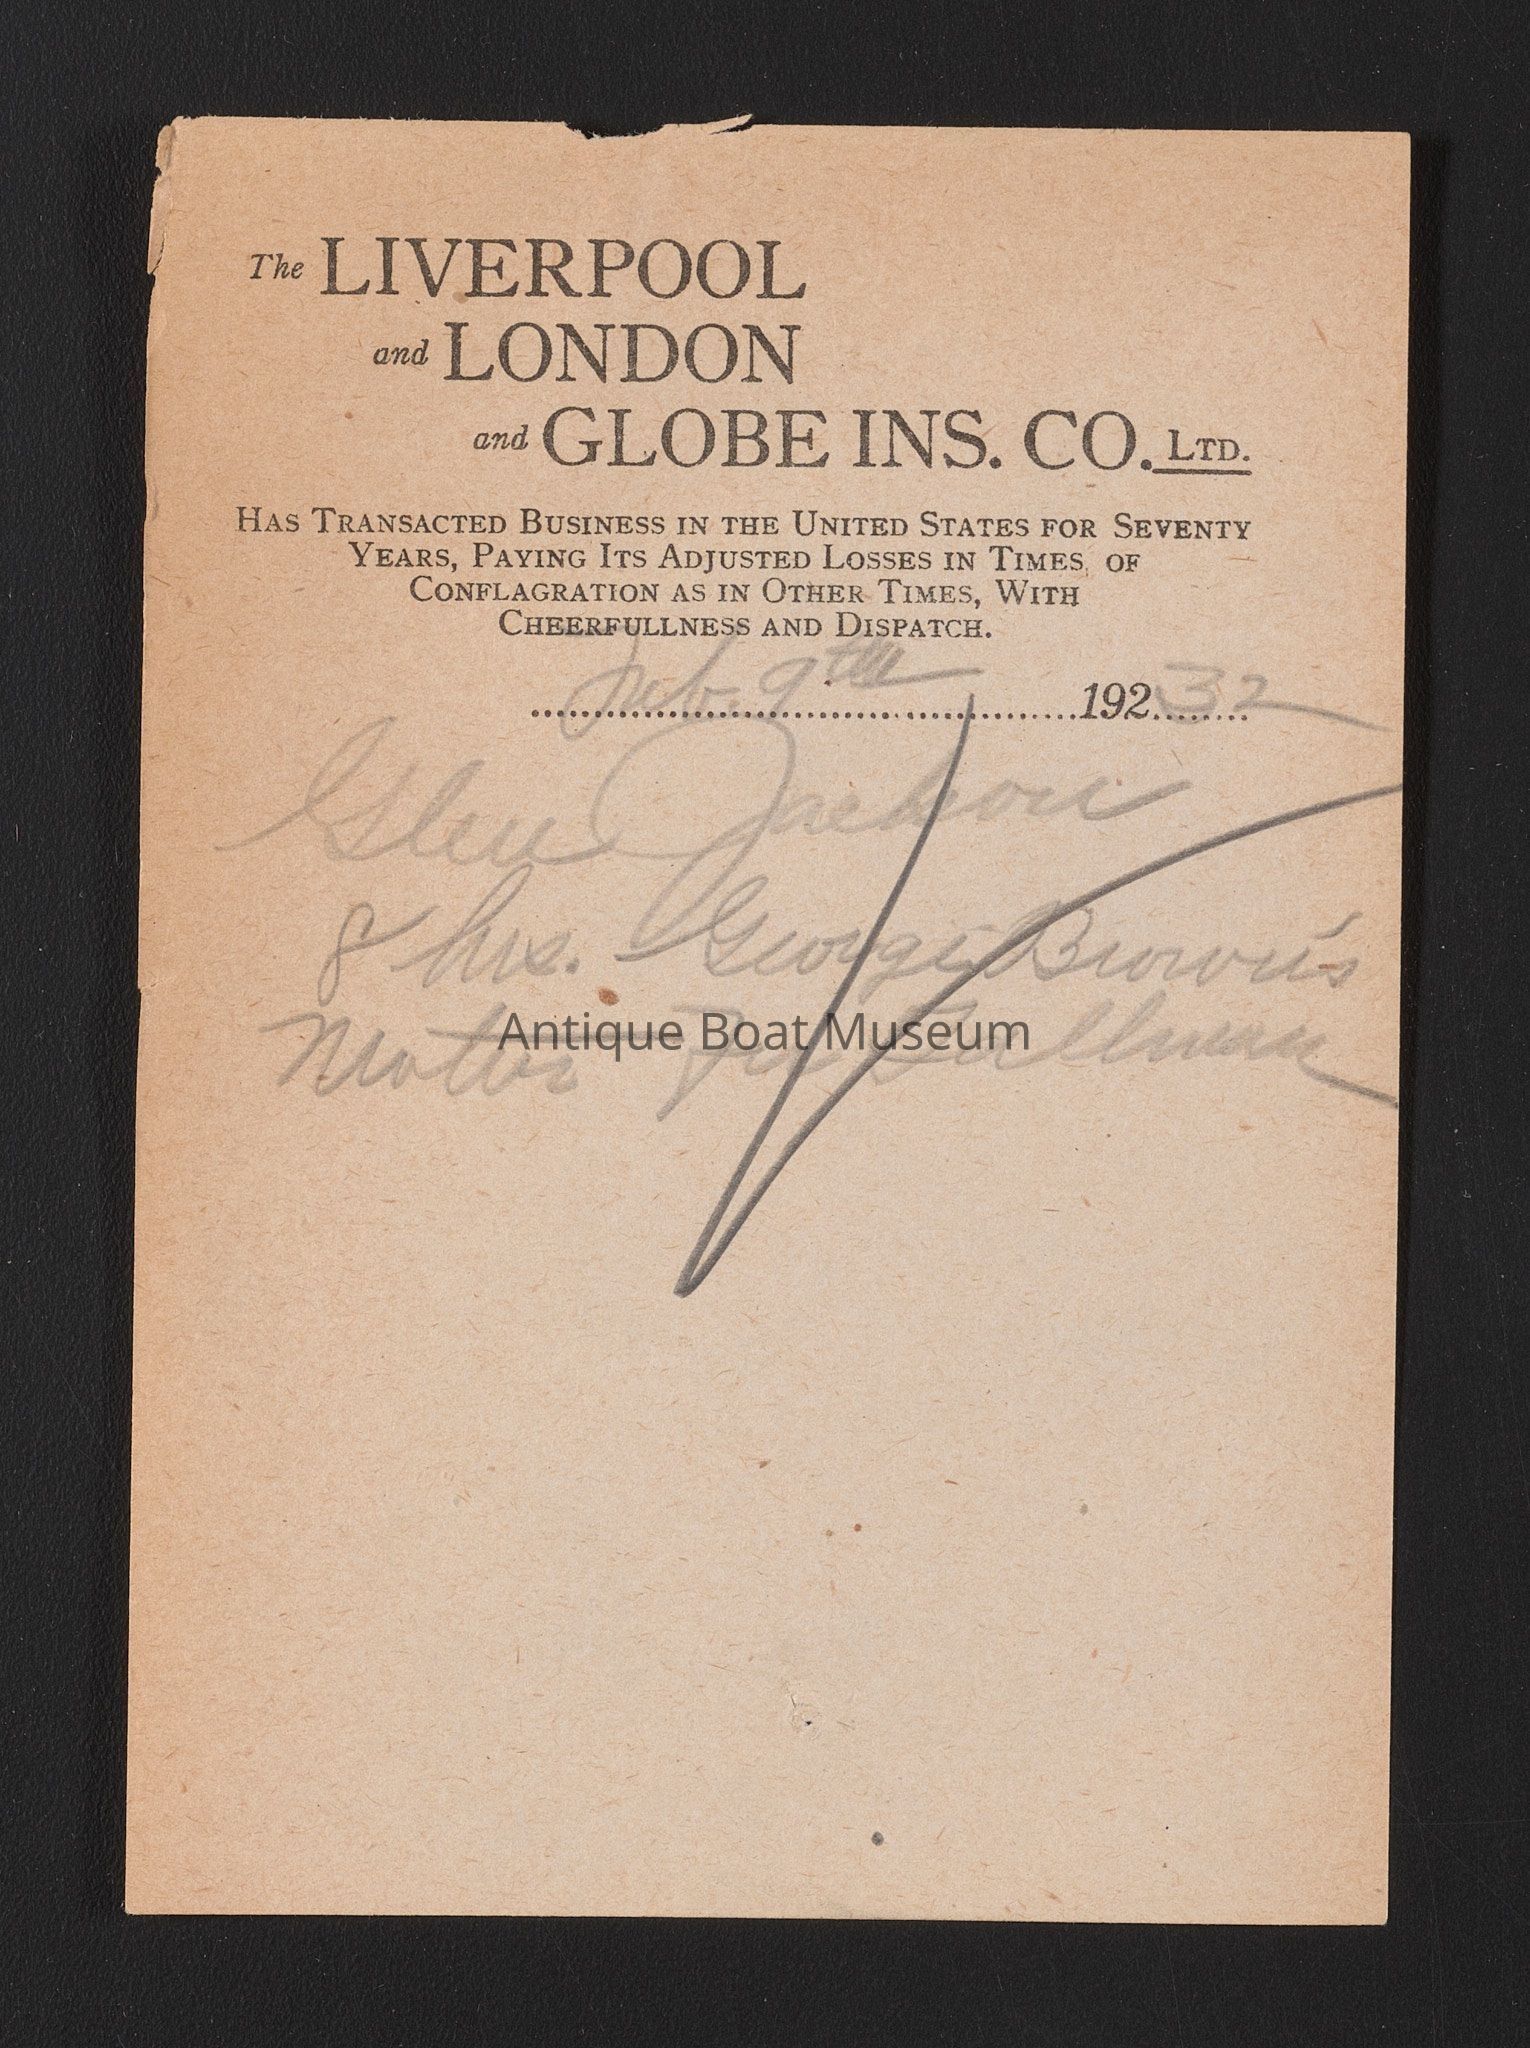 The LIVERPOOL
and LONDON
and GLOBE INS. CO. LTD.
HAS TRANSACTED BUSINESS IN THE UNITED STATES FOR SEVENTY
YEARS, PAYING ITS ADJUSTED LOSSES IN TIMES OF
CONFLAGRATION AS IN OTHER TIMES, WITH
CHEERFULLNESS AND DISPATCH.
Feb. 9th 192 32
Glen Jackson
8 hrs. George Brown's
Motor
Antique Boat Museum